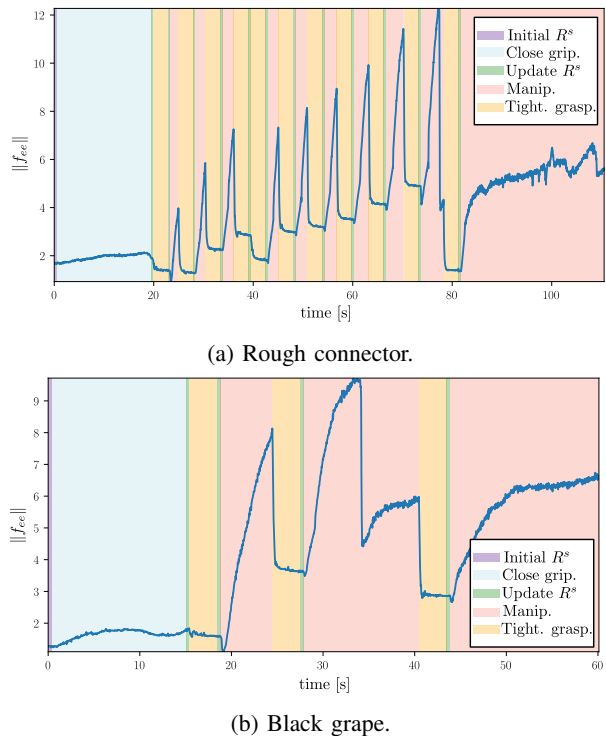 12
10
8
6
4
2
‖f_ee‖
Initial R^s
Close grip.
Update R^s
Manip.
Tight. grasp.
0 20 40 60 80 100
time [s]
(a) Rough connector.
9
8
7
6
5
4
3
2
‖f_ee‖
Initial R^s
Close grip.
Update R^s
Manip.
Tight. grasp.
0 10 20 30 40 50 60
time [s]
(b) Black grape.